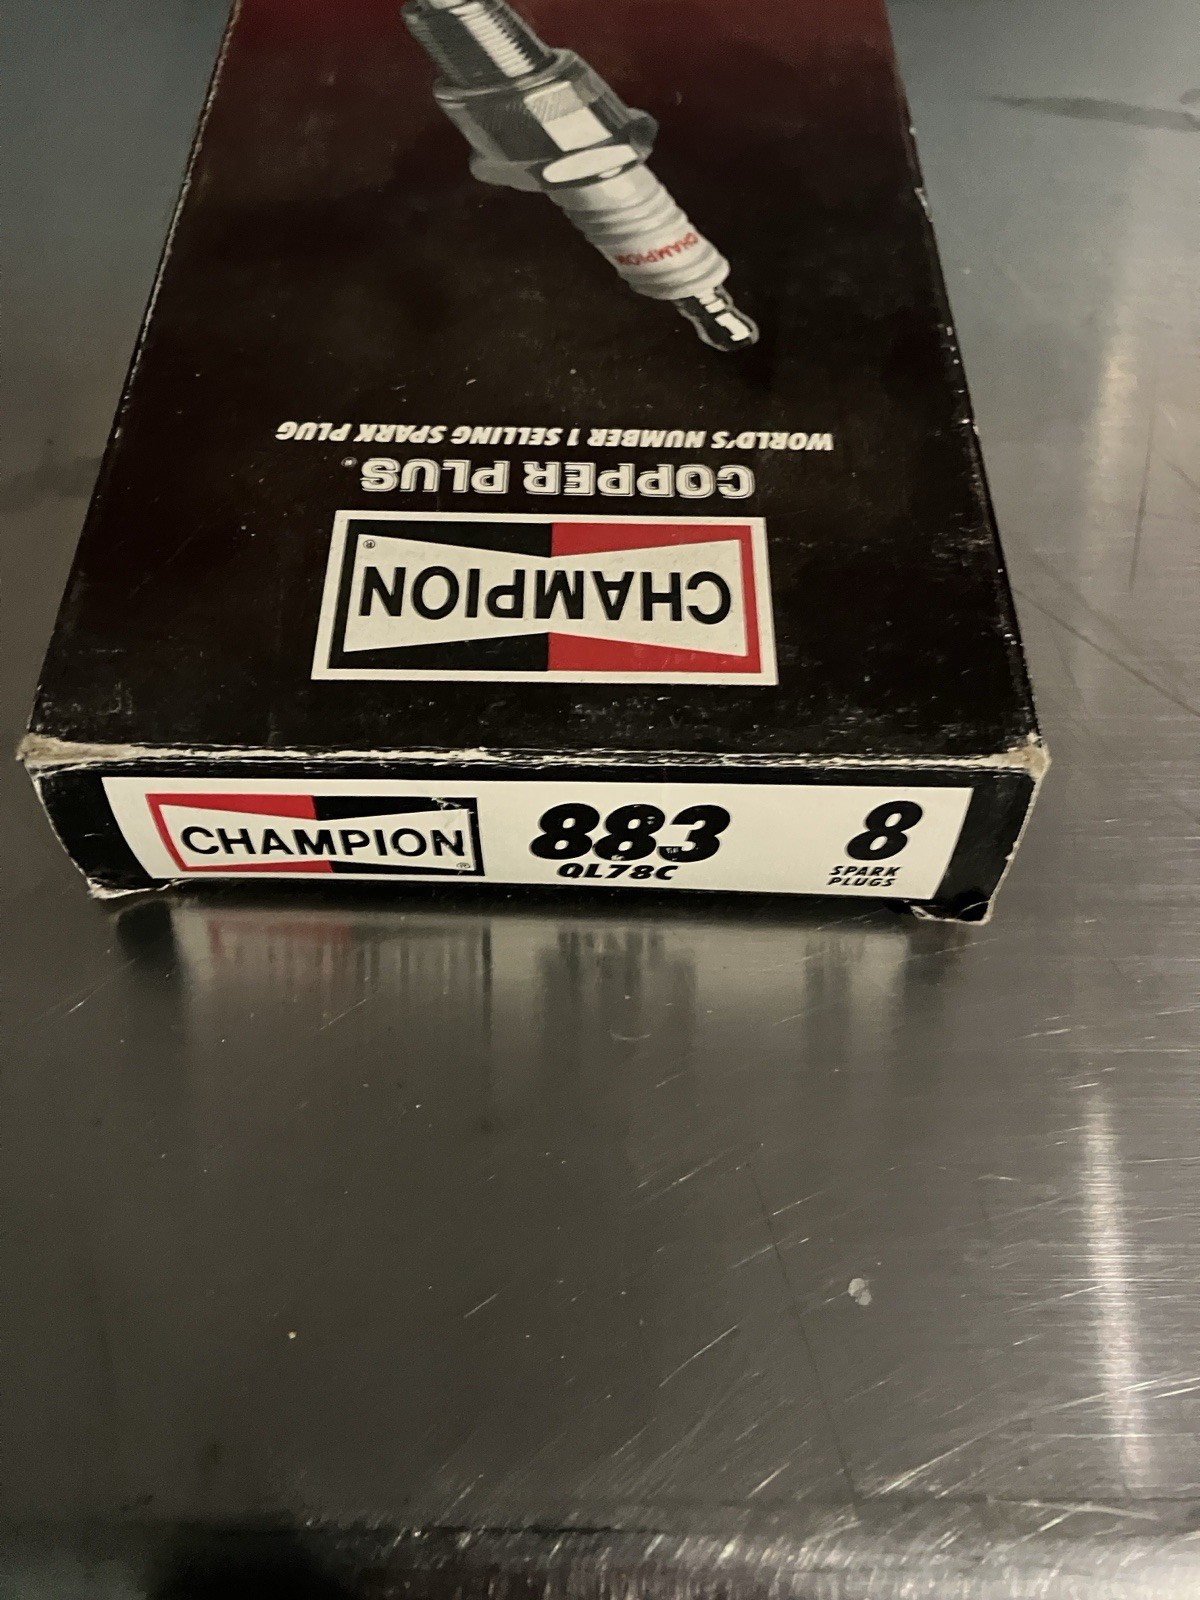 CHAMPION
WORLD'S NUMBER 1 SELLING SPARK PLUG
COPPER PLUS®
CHAMPION®
CHAMPION®
883
QL78C
8
SPARK
PLUGS